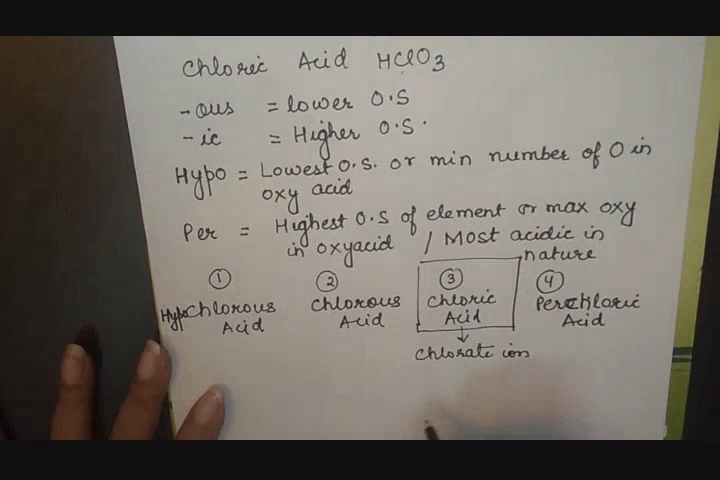 Chloric Acid HClO3
-ous = lower O.S
-ic = Higher O.S.
Hypo = Lowest O.S. or min number of O in
oxy acid
Per = Highest O.S of element or max oxy
in oxyacid / Most acidic in
nature
1 2 3 4
HypoChlorous Chlorous Chloric Perchloric
Acid Acid Acid Acid
Chlorate ion